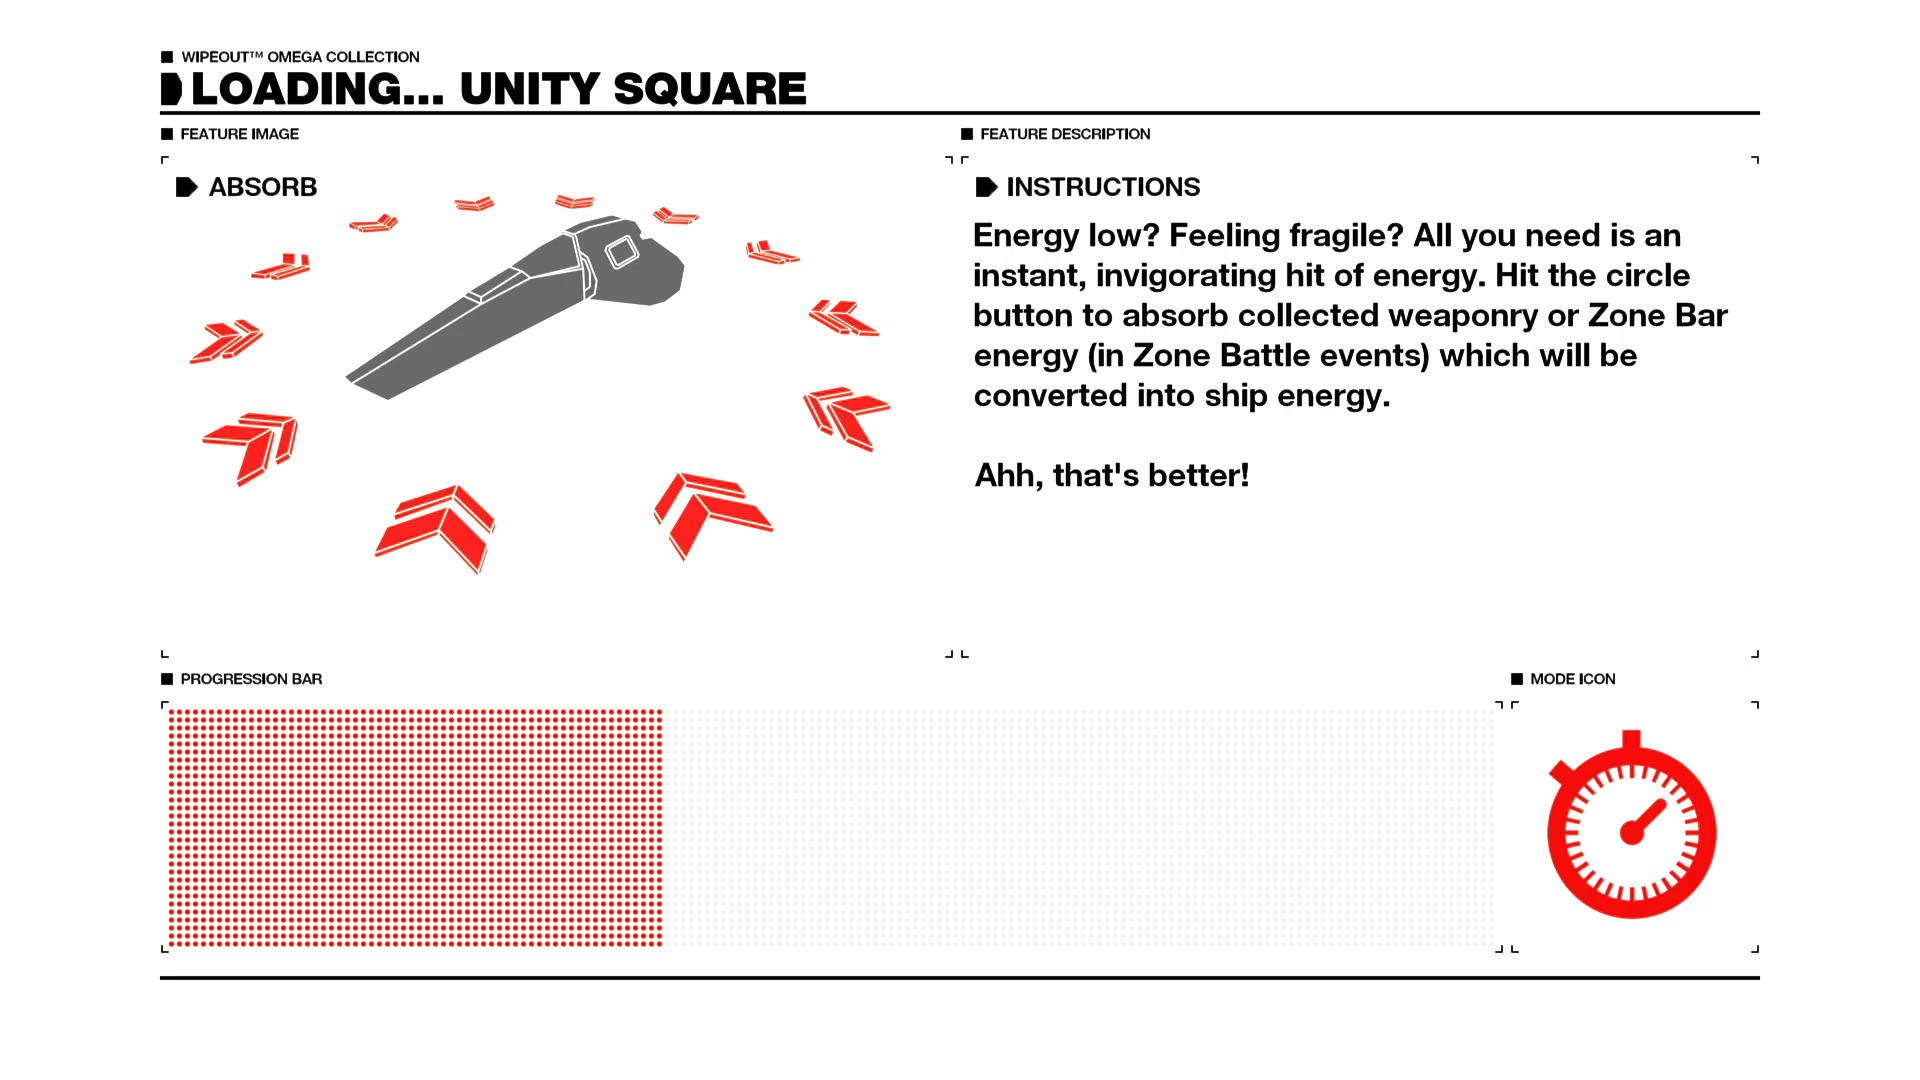 WIPEOUT™ OMEGA COLLECTION
LOADING... UNITY SQUARE
FEATURE IMAGE
ABSORB
FEATURE DESCRIPTION
INSTRUCTIONS
Energy low? Feeling fragile? All you need is an
instant, invigorating hit of energy. Hit the circle
button to absorb collected weaponry or Zone Bar
energy (in Zone Battle events) which will be
converted into ship energy.
Ahh, that's better!
PROGRESSION BAR
MODE ICON